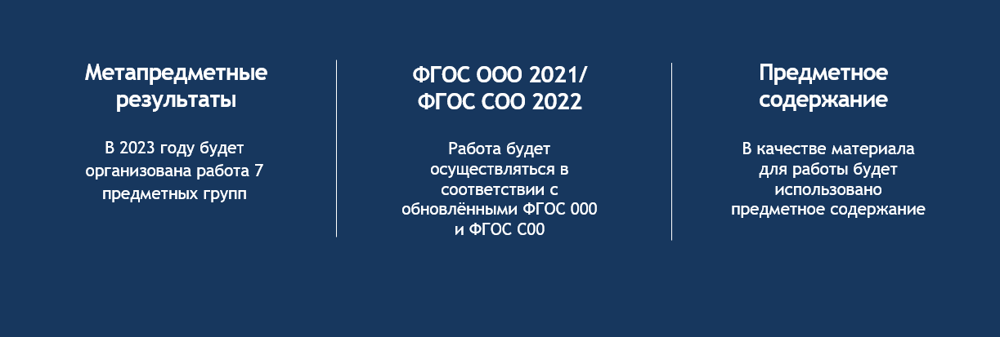 Метапредметные
результаты
В 2023 году будет
организована работа 7
предметных групп
ФГОС ООО 2021/
ФГОС СОО 2022
Работа будет
осуществляться в
соответствии с
обновлёнными ФГОС 000
и ФГОС С00
Предметное
содержание
В качестве материала
для работы будет
использовано
предметное содержание